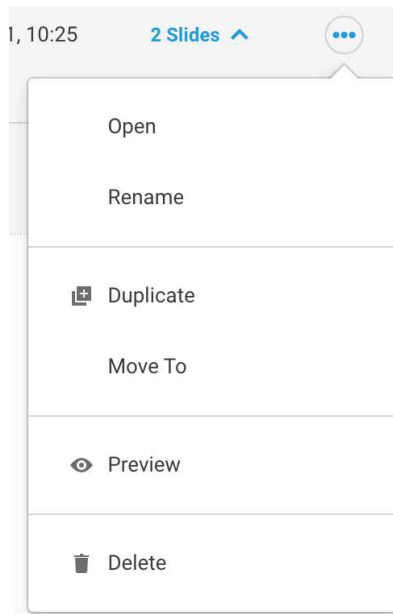 1, 10:25 2 Slides
Open
Rename
Duplicate
Move To
Preview
Delete